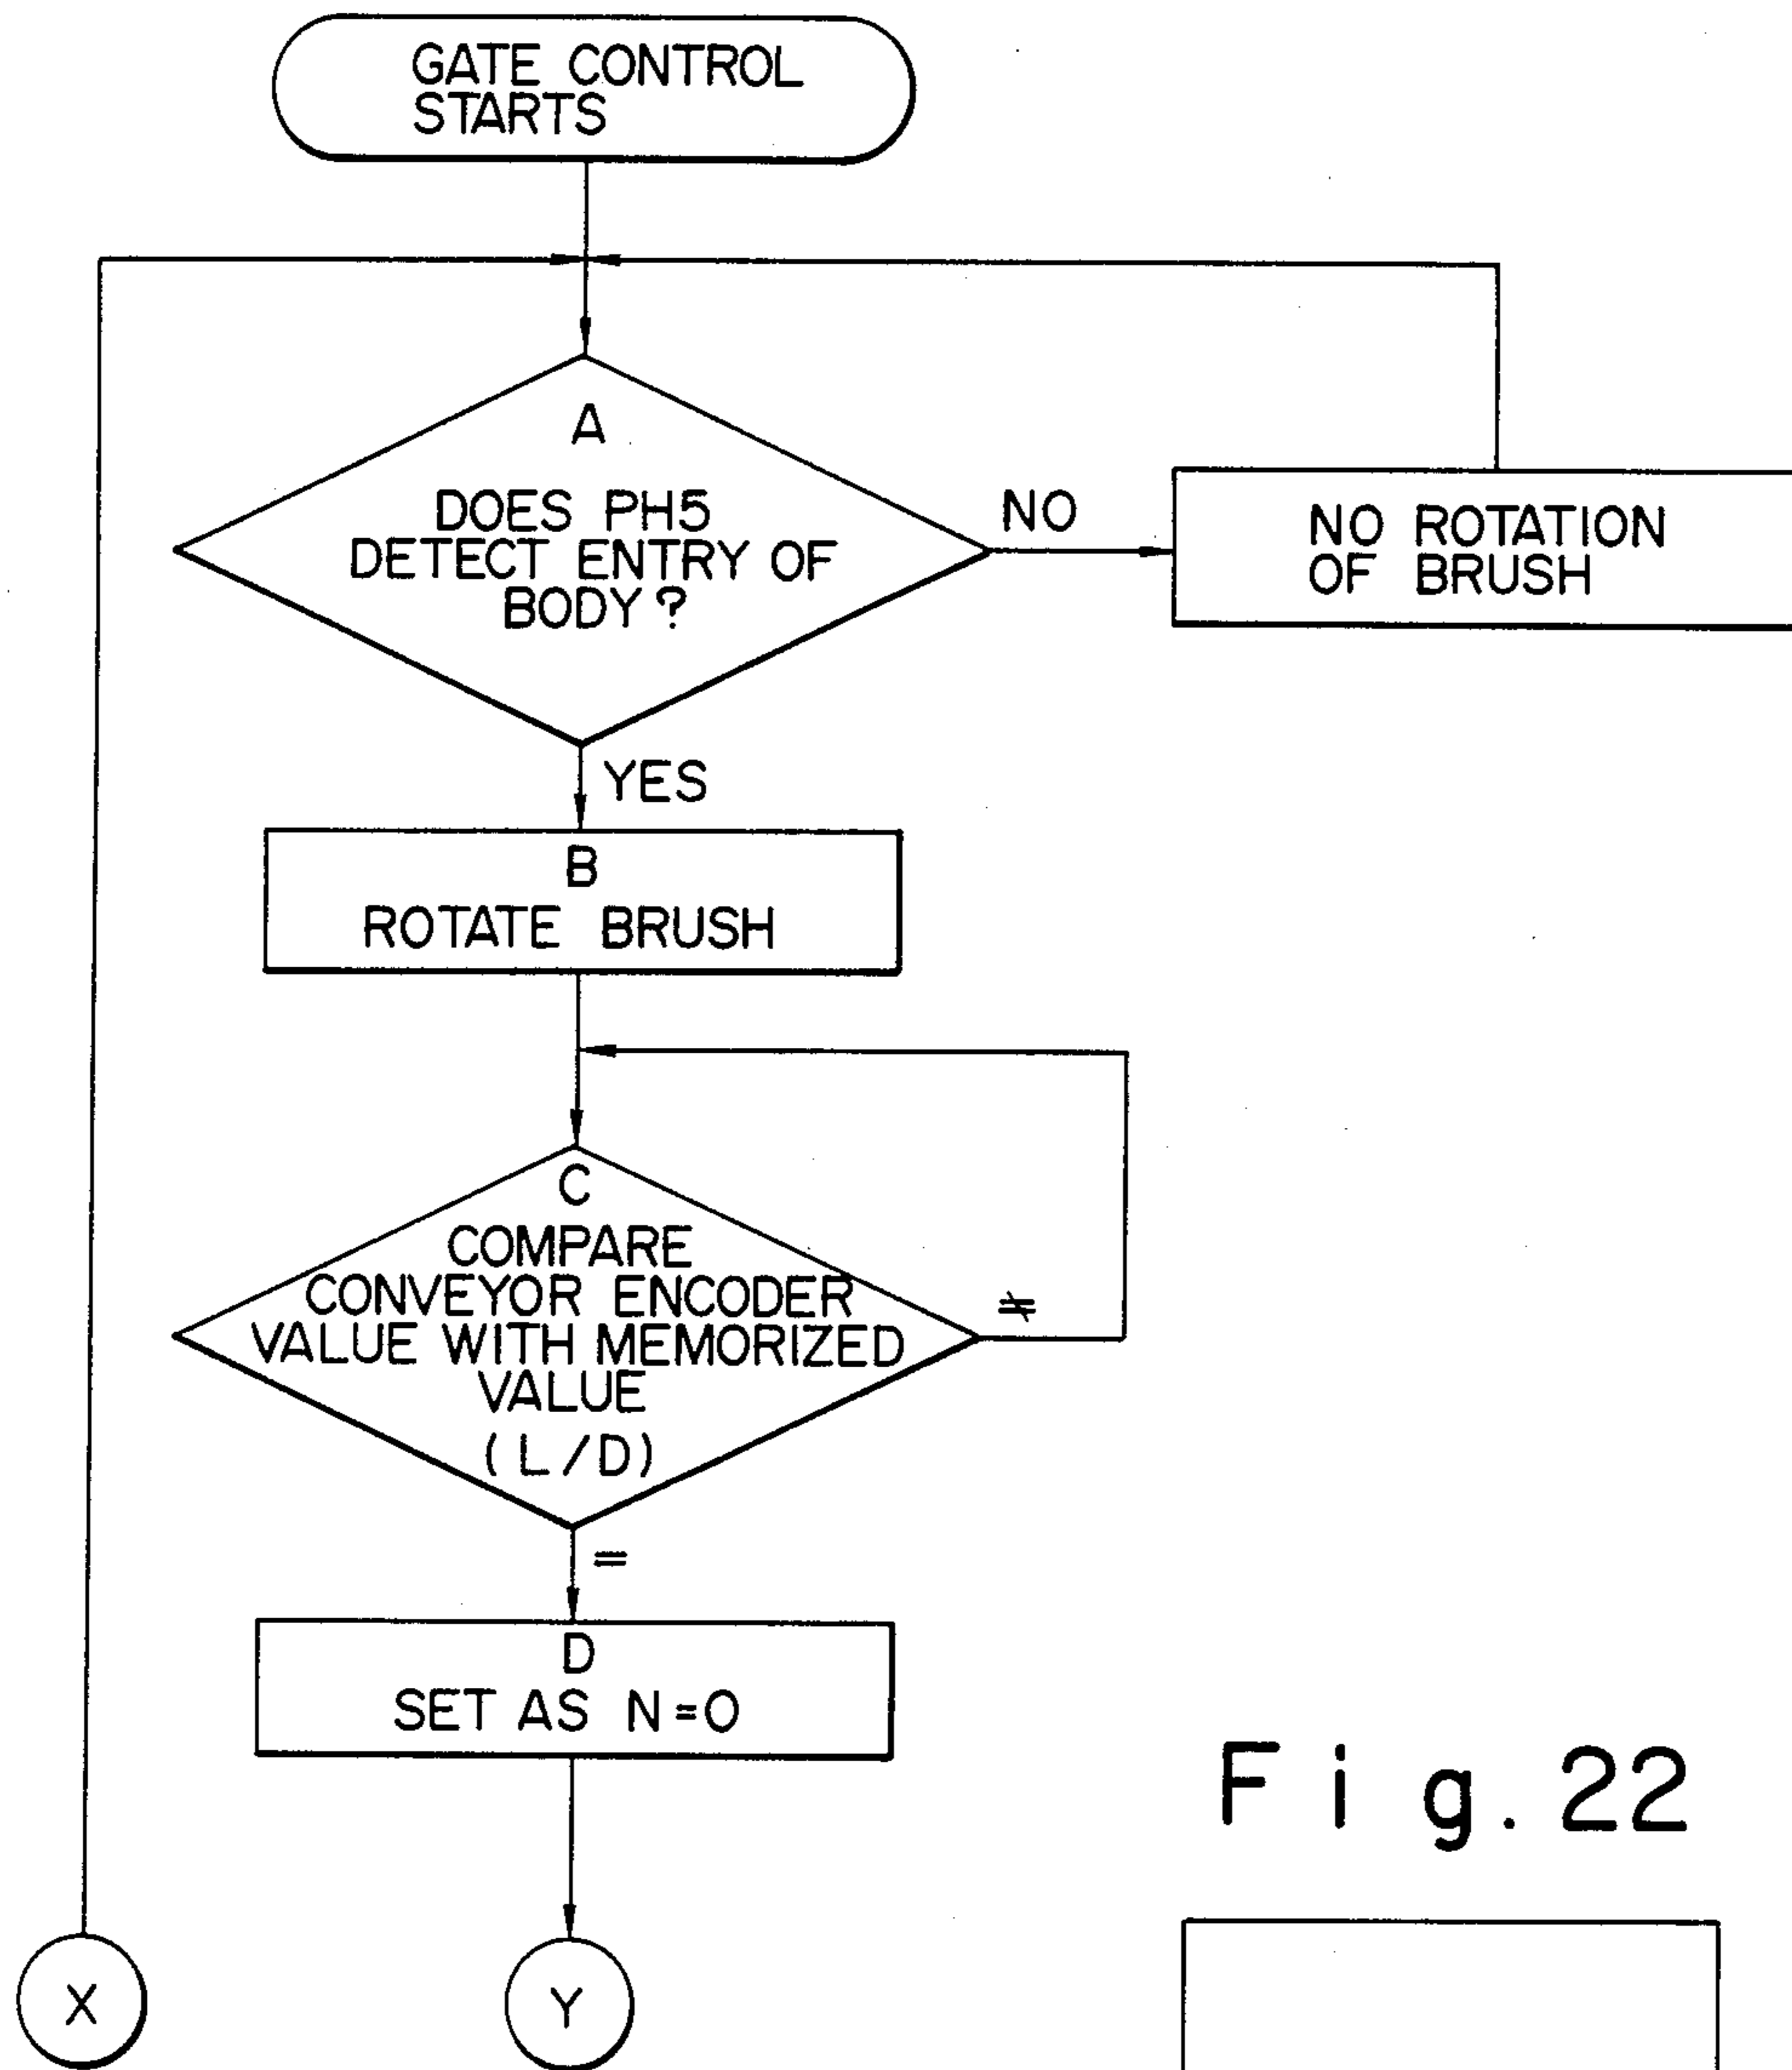 GATE CONTROL
STARTS
A
DOES PH5
DETECT ENTRY OF
BODY?
NO
NO ROTATION
OF BRUSH
YES
B
ROTATE BRUSH
C
COMPARE
CONVEYOR ENCODER
VALUE WITH MEMORIZED
VALUE
(L/D)
≠
=
D
SET AS N=0
Fig.22
X
Y